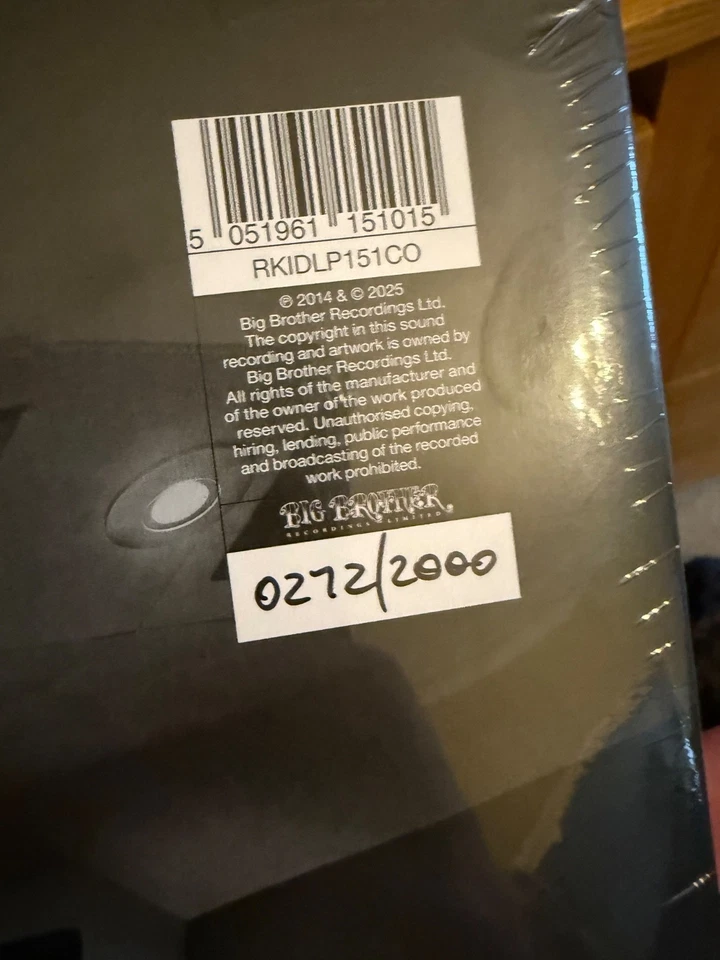 5 051961 151015
RKIDLP151CO
℗ 2014 & © 2025
Big Brother Recordings Ltd.
The copyright in this sound
recording and artwork is owned by
Big Brother Recordings Ltd.
All rights of the manufacturer and
of the owner of the work produced
reserved. Unauthorised copying,
hiring, lending, public performance
and broadcasting of the recorded
work prohibited.
BIG BROTHER
RECORDINGS LIMITED
0272/2000